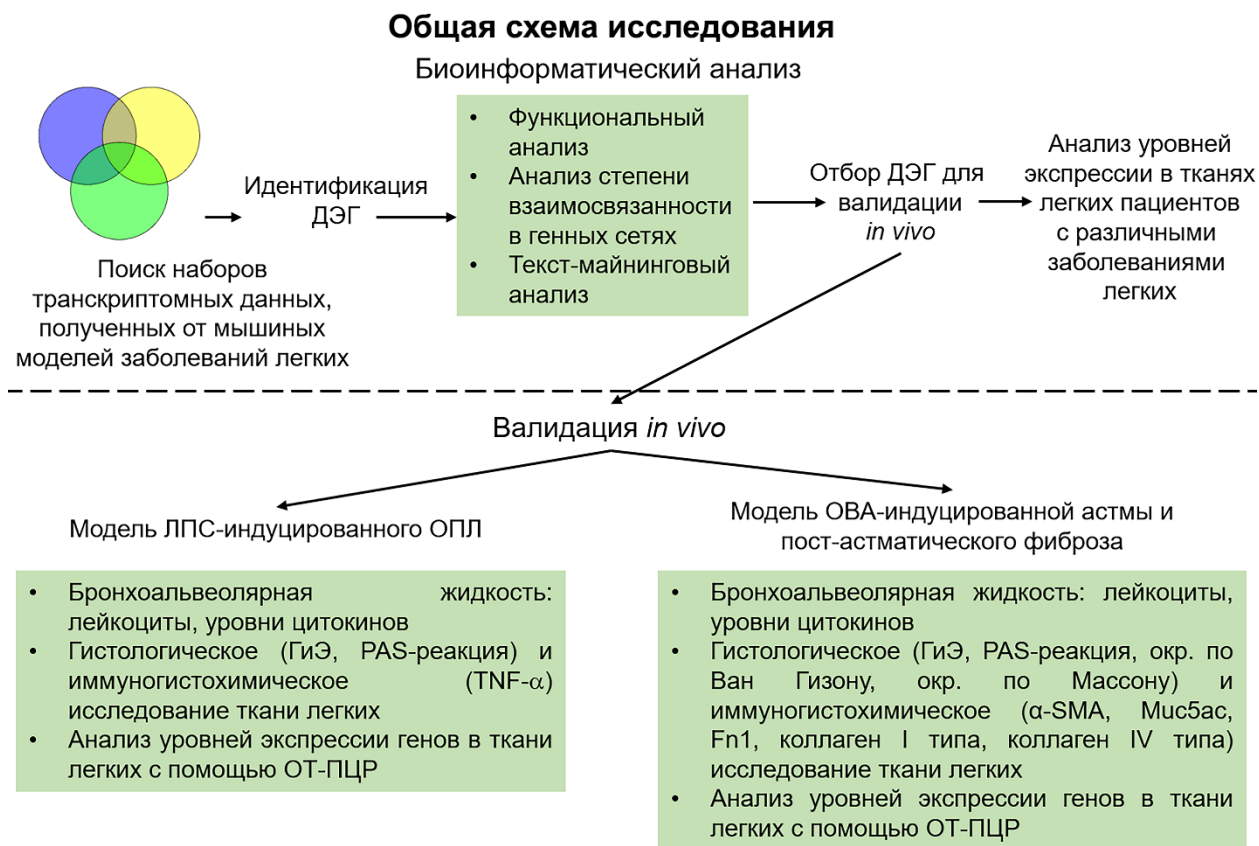 Общая схема исследования
Биоинформатический анализ
Поиск наборов
транскриптомных данных,
полученных от мышиных
моделей заболеваний легких
Идентификация
ДЭГ
• Функциональный
анализ
• Анализ степени
взаимосвязанности
в генных сетях
• Текст-майнинговый
анализ
Отбор ДЭГ для
валидации
in vivo
Анализ уровней
экспрессии в тканях
легких пациентов
с различными
заболеваниями
легких
Валидация in vivo
Модель ЛПС-индуцированного ОПЛ
• Бронхоальвеолярная жидкость:
лейкоциты, уровни цитокинов
• Гистологическое (ГиЭ, PAS-реакция) и
иммуногистохимическое (TNF-α)
исследование ткани легких
• Анализ уровней экспрессии генов в ткани
легких с помощью ОТ-ПЦР
Модель ОВА-индуцированной астмы и
пост-астматического фиброза
• Бронхоальвеолярная жидкость: лейкоциты,
уровни цитокинов
• Гистологическое (ГиЭ, PAS-реакция, окр. по
Ван Гизону, окр. по Массону) и
иммуногистохимическое (α-SMA, Muc5ac,
Fn1, коллаген I типа, коллаген IV типа)
исследование ткани легких
• Анализ уровней экспрессии генов в ткани
легких с помощью ОТ-ПЦР